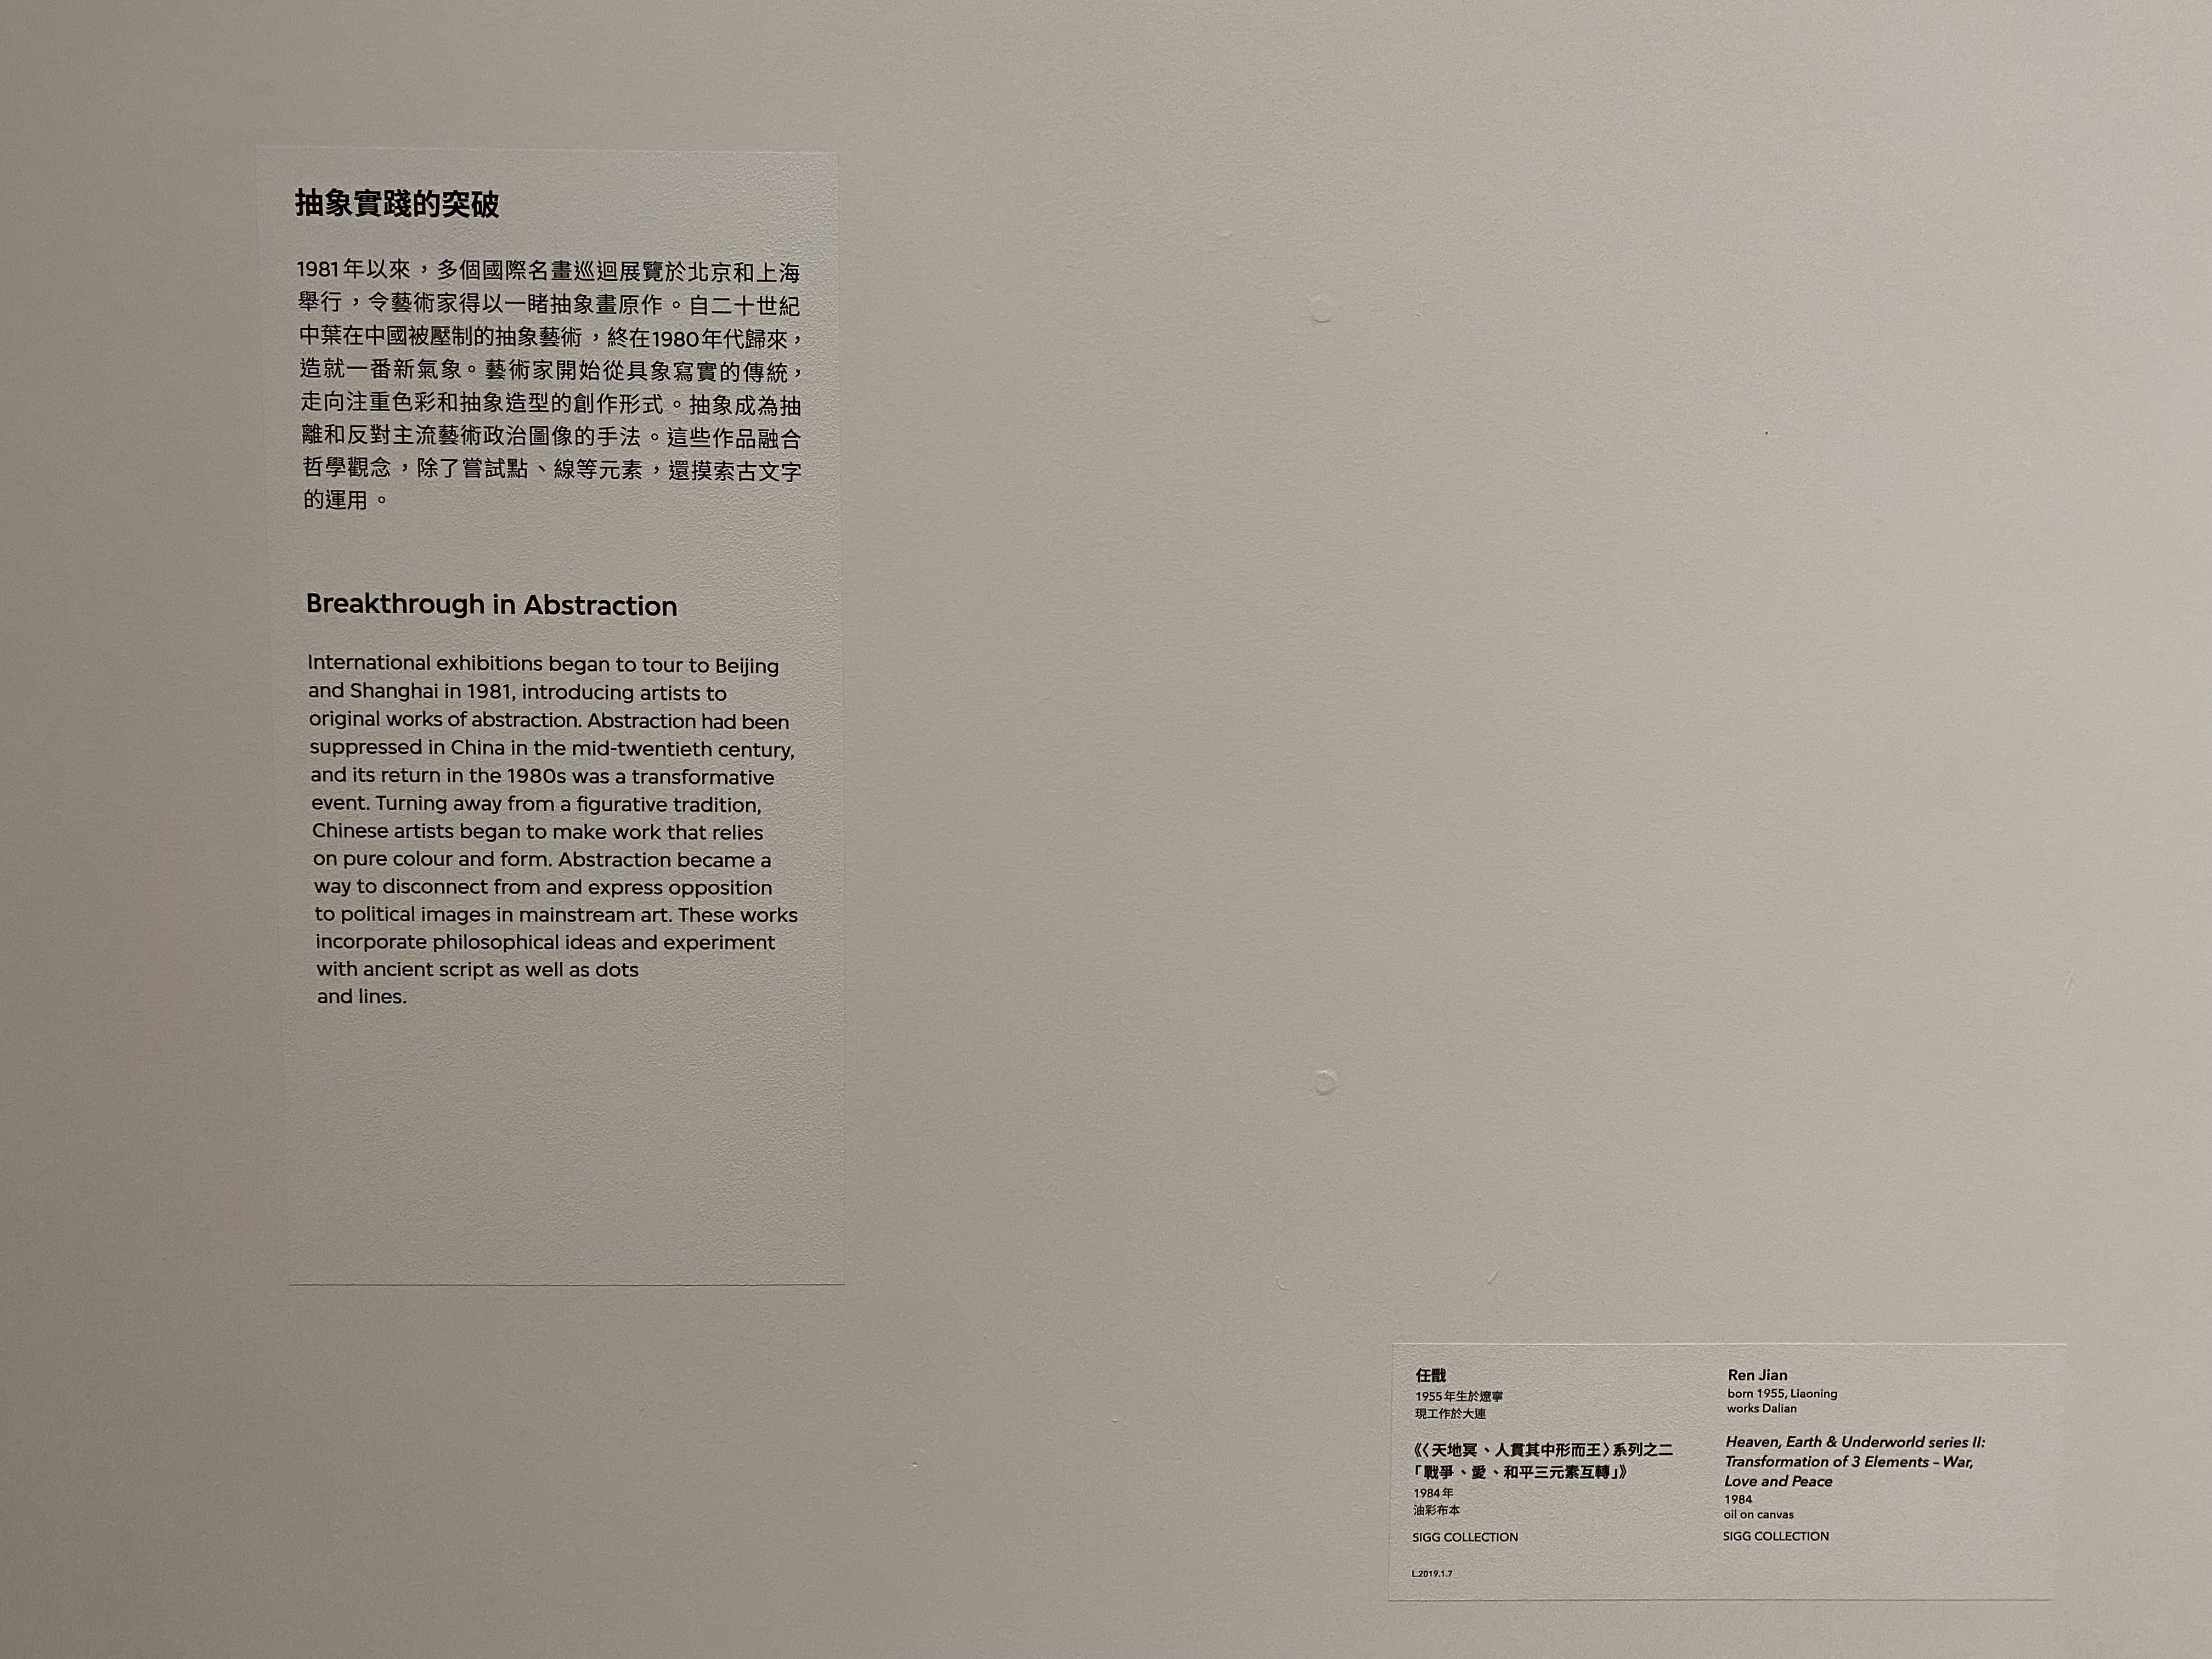 抽象實踐的突破
1981年以來，多個國際名畫巡迴展覽於北京和上海
舉行，令藝術家得以一睹抽象畫原作。自二十世紀
中葉在中國被壓制的抽象藝術，終在1980年代歸來，
造就一番新氣象。藝術家開始從具象寫實的傳統，
走向注重色彩和抽象造型的創作形式。抽象成為抽
離和反對主流藝術政治圖像的手法。這些作品融合
哲學觀念，除了嘗試點、線等元素，還摸索古文字
的運用。
Breakthrough in Abstraction
International exhibitions began to tour to Beijing
and Shanghai in 1981, introducing artists to
original works of abstraction. Abstraction had been
suppressed in China in the mid-twentieth century,
and its return in the 1980s was a transformative
event. Turning away from a figurative tradition,
Chinese artists began to make work that relies
on pure colour and form. Abstraction became a
way to disconnect from and express opposition
to political images in mainstream art. These works
incorporate philosophical ideas and experiment
with ancient script as well as dots
and lines.
任戩
1955年生於遼寧
現工作於大連
《〈天地冥、人貫其中形而王〉系列之二
「戰爭、愛、和平三元素互轉」》
1984年
油彩布本
SIGG COLLECTION
L.2019.1.7
Ren Jian
born 1955, Liaoning
works Dalian
Heaven, Earth & Underworld series II:
Transformation of 3 Elements – War,
Love and Peace
1984
oil on canvas
SIGG COLLECTION